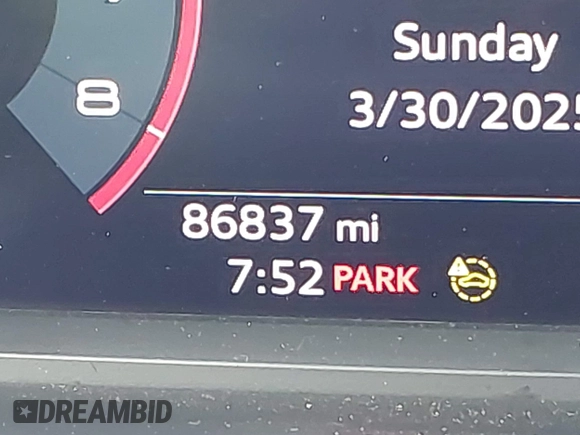 Sunday
3/30/2025
8
86837 mi
7:52 PARK
DREAMBID